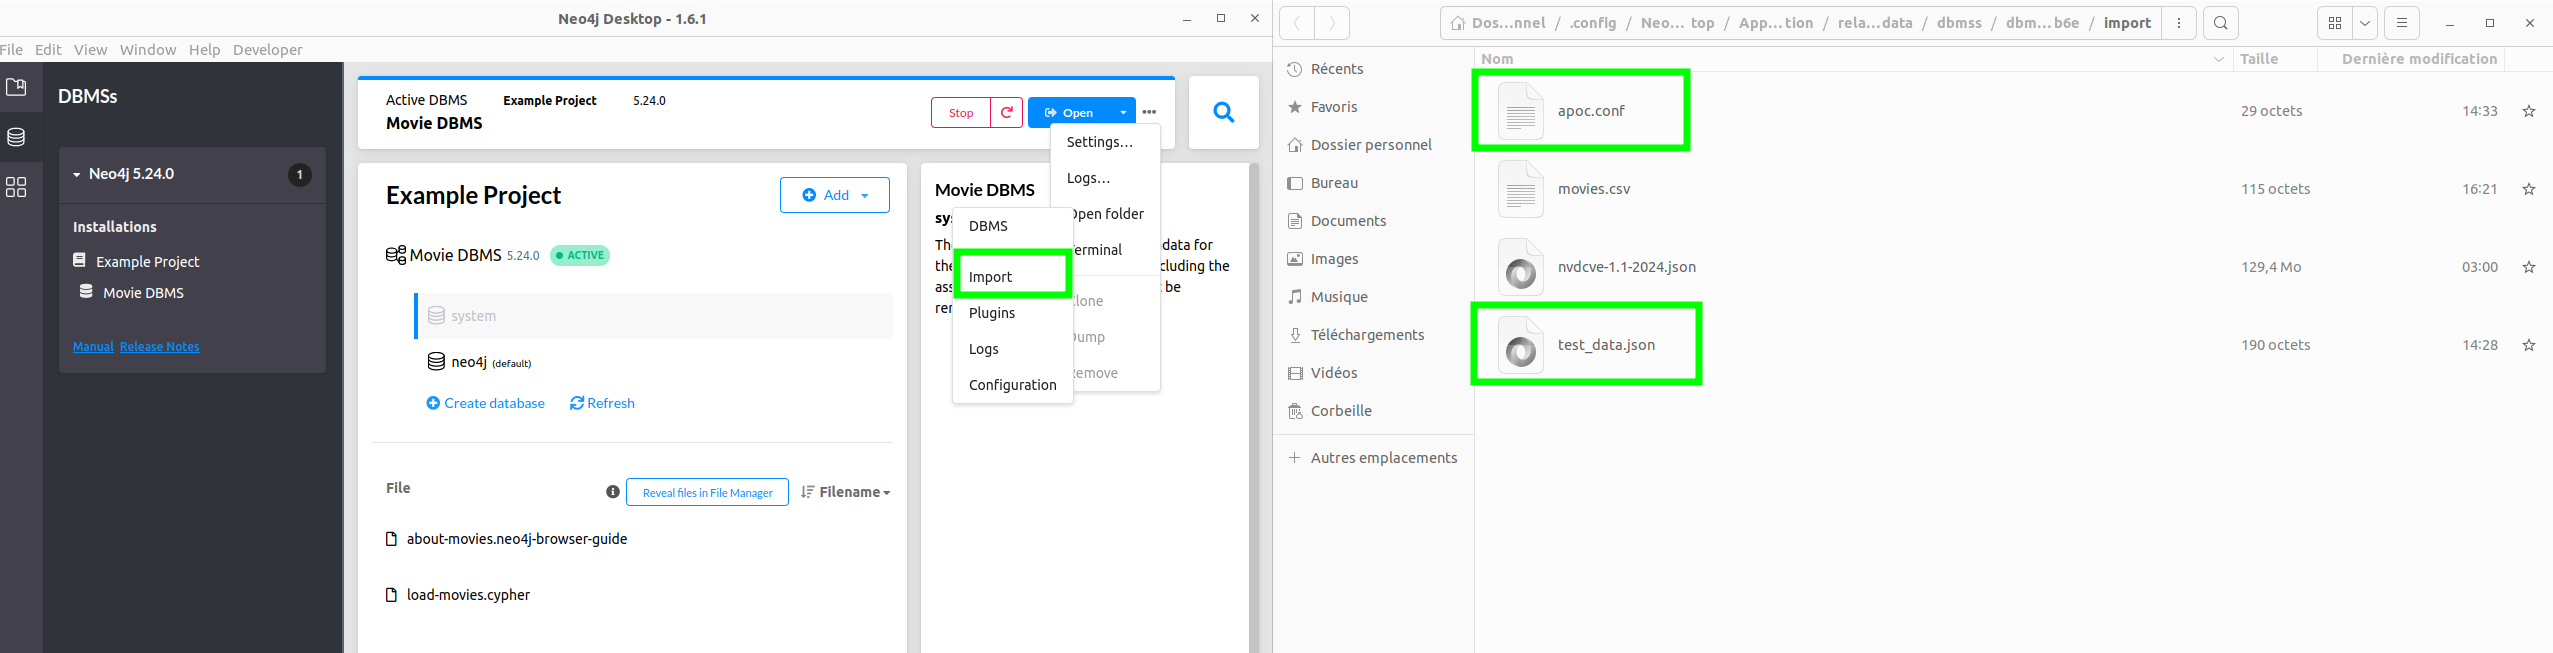 Neo4j Desktop - 1.6.1
File Edit View Window Help Developer
DBMSs
Neo4j 5.24.0 1
Installations
Example Project
Movie DBMS
Manual Release Notes
Active DBMS Example Project 5.24.0
Movie DBMS
Stop Open
Settings...
Logs...
Open folder
Terminal
Clone
Dump
Remove
DBMS
Import
Plugins
Logs
Configuration
Example Project
Add
Movie DBMS 5.24.0 ACTIVE
system
neo4j (default)
Create database Refresh
File Reveal files in File Manager Filename
about-movies.neo4j-browser-guide
load-movies.cypher
Movie DBMS
sy
Th data for
the cluding the
ass be
rer
Dos...nnel / .config / Neo... top / App...tion / rela...data / dbmss / dbm...b6e / import
Récents
Favoris
Dossier personnel
Bureau
Documents
Images
Musique
Téléchargements
Vidéos
Corbeille
Autres emplacements
Nom Taille Dernière modification
apoc.conf 29 octets 14:33
movies.csv 115 octets 16:21
nvdcve-1.1-2024.json 129,4 Mo 03:00
test_data.json 190 octets 14:28